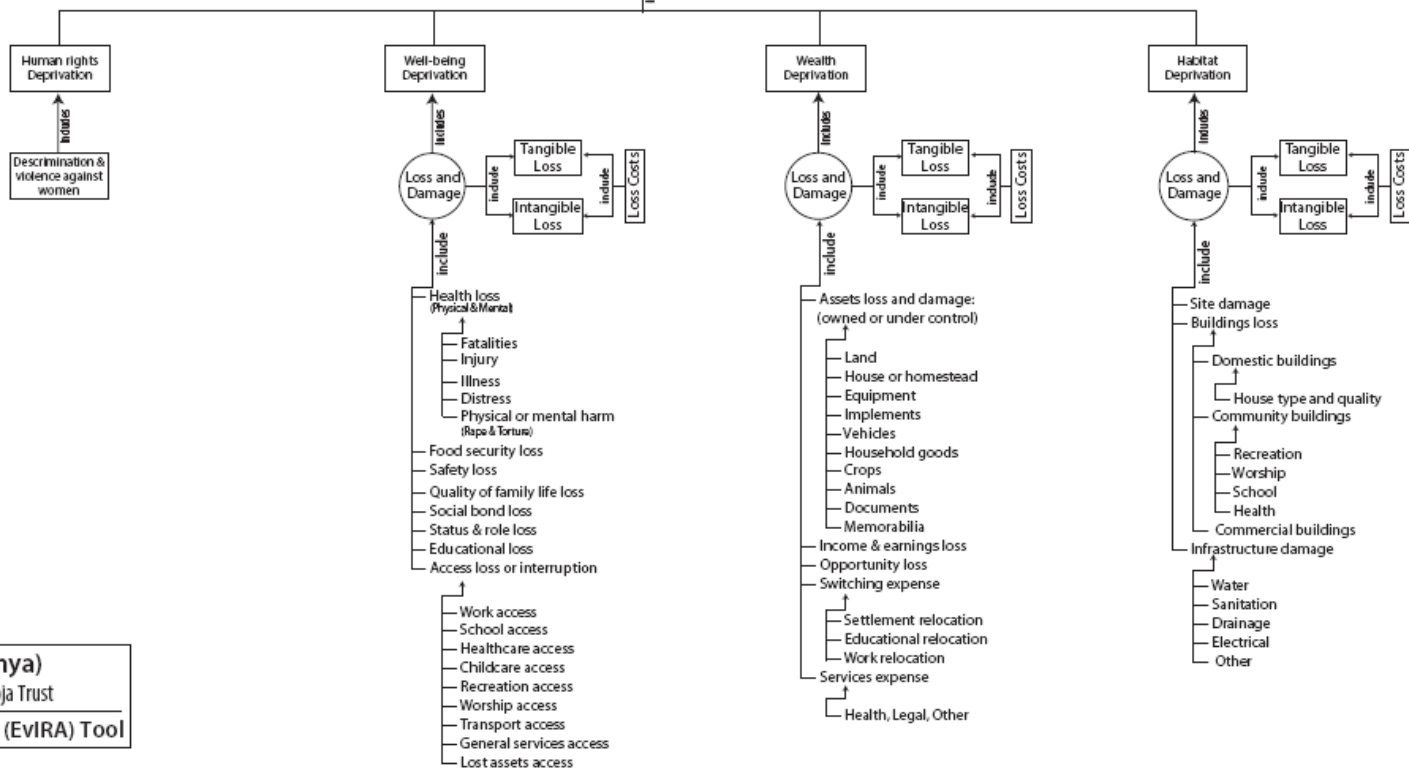 Human rights
Deprivation
Includes
Descrimination &
violence against
women
Well-being
Deprivation
Includes
Loss and
Damage
include
Tangible
Loss
Intangible
Loss
include
Loss Costs
include
Health loss
(Physical & Mental)
Fatalities
Injury
Illness
Distress
Physical or mental harm
(Rape & Torture)
Food security loss
Safety loss
Quality of family life loss
Social bond loss
Status & role loss
Educational loss
Access loss or interruption
Work access
School access
Healthcare access
Childcare access
Recreation access
Worship access
Transport access
General services access
Lost assets access
Wealth
Deprivation
Includes
Loss and
Damage
include
Tangible
Loss
Intangible
Loss
include
Loss Costs
include
Assets loss and damage:
(owned or under control)
Land
House or homestead
Equipment
Implements
Vehicles
Household goods
Crops
Animals
Documents
Memorabilia
Income & earnings loss
Opportunity loss
Switching expense
Settlement relocation
Educational relocation
Work relocation
Services expense
Health, Legal, Other
Habitat
Deprivation
Includes
Loss and
Damage
include
Tangible
Loss
Intangible
Loss
include
Loss Costs
include
Site damage
Buildings loss
Domestic buildings
House type and quality
Community buildings
Recreation
Worship
School
Health
Commercial buildings
Infrastructure damage
Water
Sanitation
Drainage
Electrical
Other
nya)
ja Trust
(EvIRA) Tool